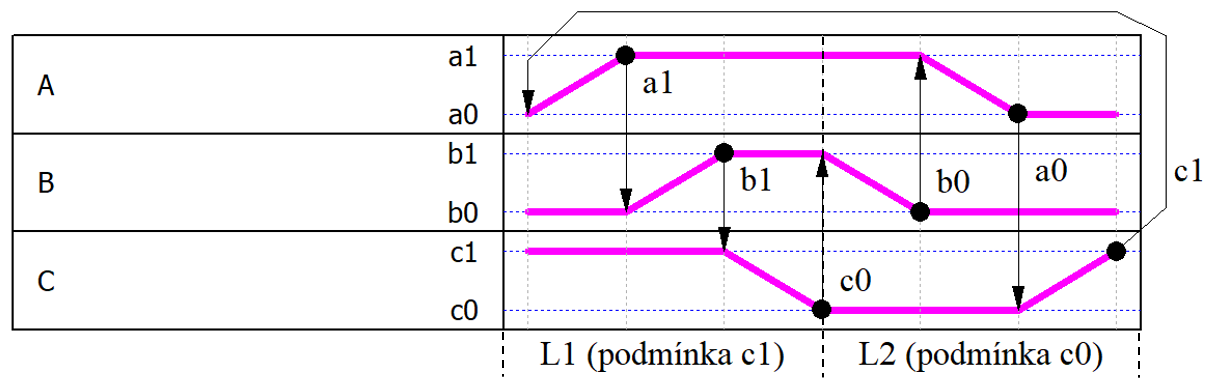 A
a1
a0
a1
B
b1
b0
b1
b0
a0
c1
C
c1
c0
c0
L1 (podmínka c1)
L2 (podmínka c0)